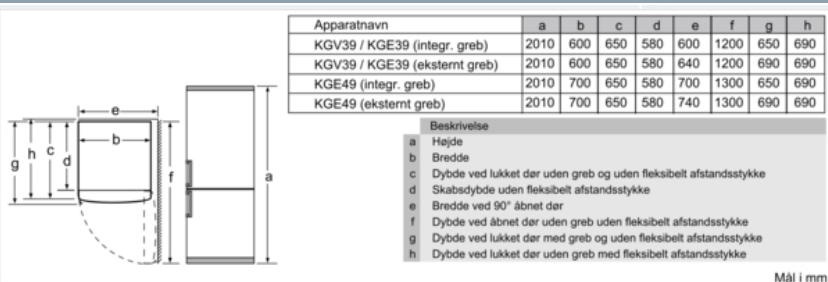 Apparatnavn a b c d e f g h
KGV39 / KGE39 (integr. greb) 2010 600 650 580 600 1200 650 690
KGV39 / KGE39 (eksternt greb) 2010 600 650 580 640 1200 690 690
KGE49 (integr. greb) 2010 700 650 580 700 1300 650 690
KGE49 (eksternt greb) 2010 700 650 580 740 1300 690 690
Beskrivelse
a Højde
b Bredde
c Dybde ved lukket dør uden greb og uden fleksibelt afstandsstykke
d Skabsdybde uden fleksibelt afstandsstykke
e Bredde ved 90° åbnet dør
f Dybde ved åbnet dør uden greb uden fleksibelt afstandsstykke
g Dybde ved lukket dør med greb og uden fleksibelt afstandsstykke
h Dybde ved lukket dør uden greb med fleksibelt afstandsstykke
e
b
g h c d f a
Mål i mm